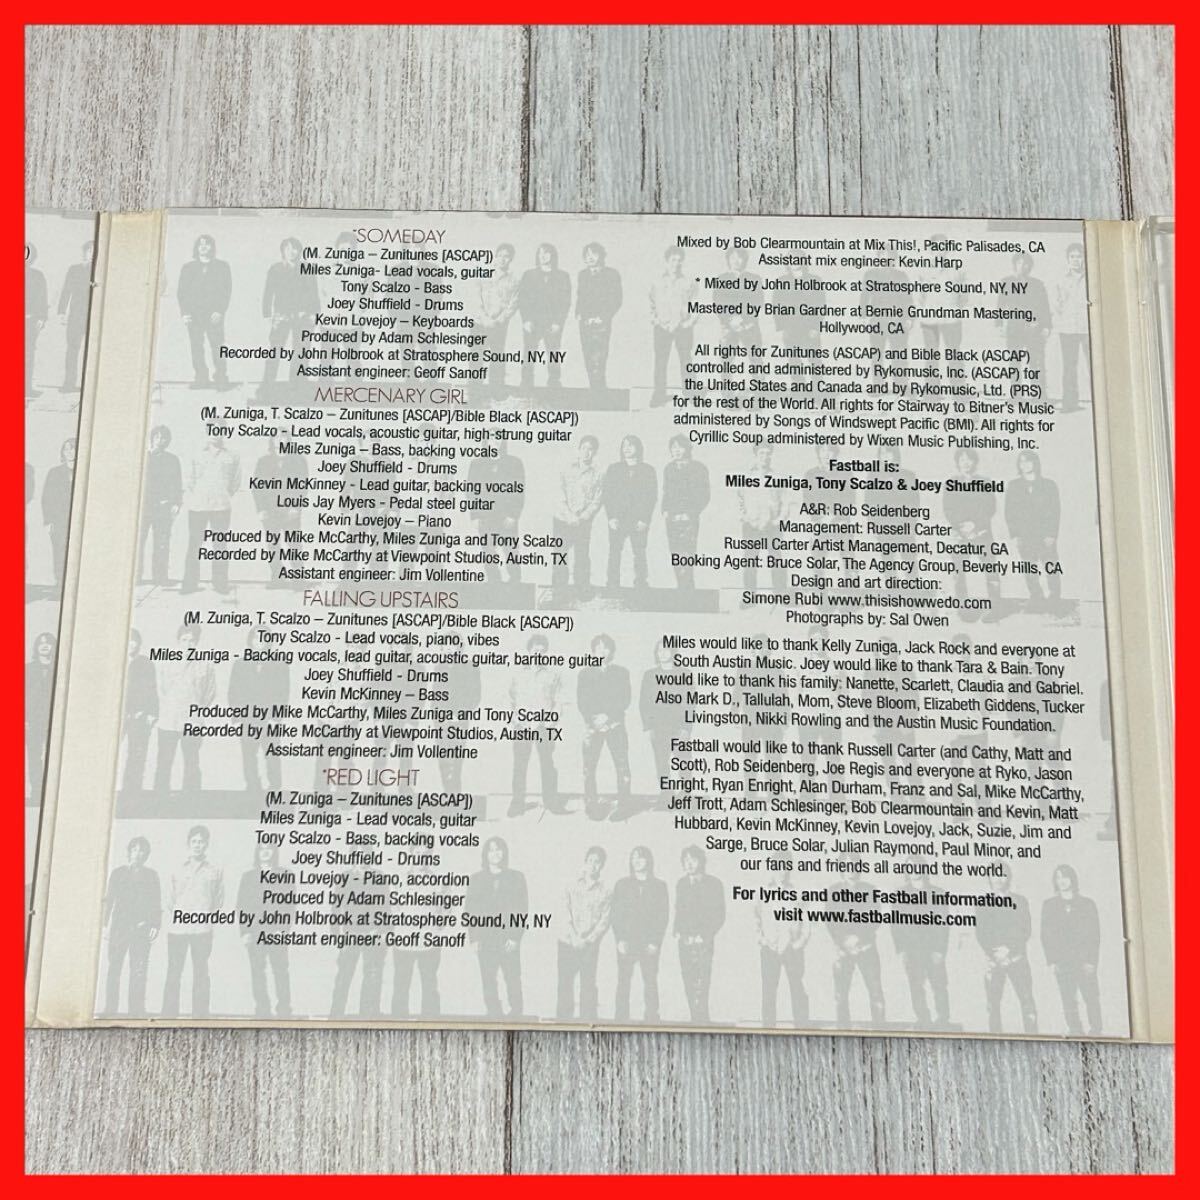 *SOMEDAY
(M. Zuniga – Zunitunes [ASCAP])
Miles Zuniga- Lead vocals, guitar
Tony Scalzo - Bass
Joey Shuffield - Drums
Kevin Lovejoy – Keyboards
Produced by Adam Schlesinger
Recorded by John Holbrook at Stratosphere Sound, NY, NY
Assistant engineer: Geoff Sanoff
MERCENARY GIRL
(M. Zuniga, T. Scalzo – Zunitunes [ASCAP]/Bible Black [ASCAP])
Tony Scalzo - Lead vocals, acoustic guitar, high-strung guitar
Miles Zuniga – Bass, backing vocals
Joey Shuffield - Drums
Kevin McKinney - Lead guitar, backing vocals
Louis Jay Myers - Pedal steel guitar
Kevin Lovejoy – Piano
Produced by Mike McCarthy, Miles Zuniga and Tony Scalzo
Recorded by Mike McCarthy at Viewpoint Studios, Austin, TX
Assistant engineer: Jim Vollentine
FALLING UPSTAIRS
(M. Zuniga, T. Scalzo – Zunitunes [ASCAP]/Bible Black [ASCAP])
Tony Scalzo - Lead vocals, piano, vibes
Miles Zuniga - Backing vocals, lead guitar, acoustic guitar, baritone guitar
Joey Shuffield - Drums
Kevin McKinney – Bass
Produced by Mike McCarthy, Miles Zuniga and Tony Scalzo
Recorded by Mike McCarthy at Viewpoint Studios, Austin, TX
Assistant engineer: Jim Vollentine
*RED LIGHT
(M. Zuniga – Zunitunes [ASCAP])
Miles Zuniga - Lead vocals, guitar
Tony Scalzo - Bass, backing vocals
Joey Shuffield - Drums
Kevin Lovejoy - Piano, accordion
Produced by Adam Schlesinger
Recorded by John Holbrook at Stratosphere Sound, NY, NY
Assistant engineer: Geoff Sanoff
Mixed by Bob Clearmountain at Mix This!, Pacific Palisades, CA
Assistant mix engineer: Kevin Harp
* Mixed by John Holbrook at Stratosphere Sound, NY, NY
Mastered by Brian Gardner at Bernie Grundman Mastering,
Hollywood, CA
All rights for Zunitunes (ASCAP) and Bible Black (ASCAP)
controlled and administered by Rykomusic, Inc. (ASCAP) for
the United States and Canada and by Rykomusic, Ltd. (PRS)
for the rest of the World. All rights for Stairway to Bitner's Music
administered by Songs of Windswept Pacific (BMI). All rights for
Cyrillic Soup administered by Wixen Music Publishing, Inc.
Fastball is:
Miles Zuniga, Tony Scalzo & Joey Shuffield
A&R: Rob Seidenberg
Management: Russell Carter
Russell Carter Artist Management, Decatur, GA
Booking Agent: Bruce Solar, The Agency Group, Beverly Hills, CA
Design and art direction:
Simone Rubi www.thisishowwedo.com
Photographs by: Sal Owen
Miles would like to thank Kelly Zuniga, Jack Rock and everyone at
South Austin Music. Joey would like to thank Tara & Bain. Tony
would like to thank his family: Nanette, Scarlett, Claudia and Gabriel.
Also Mark D., Tallulah, Mom, Steve Bloom, Elizabeth Giddens, Tucker
Livingston, Nikki Rowling and the Austin Music Foundation.
Fastball would like to thank Russell Carter (and Cathy, Matt and
Scott), Rob Seidenberg, Joe Regis and everyone at Ryko, Jason
Enright, Ryan Enright, Alan Durham, Franz and Sal, Mike McCarthy,
Jeff Trott, Adam Schlesinger, Bob Clearmountain and Kevin, Matt
Hubbard, Kevin McKinney, Kevin Lovejoy, Jack, Suzie, Jim and
Sarge, Bruce Solar, Julian Raymond, Paul Minor, and
our fans and friends all around the world.
For lyrics and other Fastball information,
visit www.fastballmusic.com